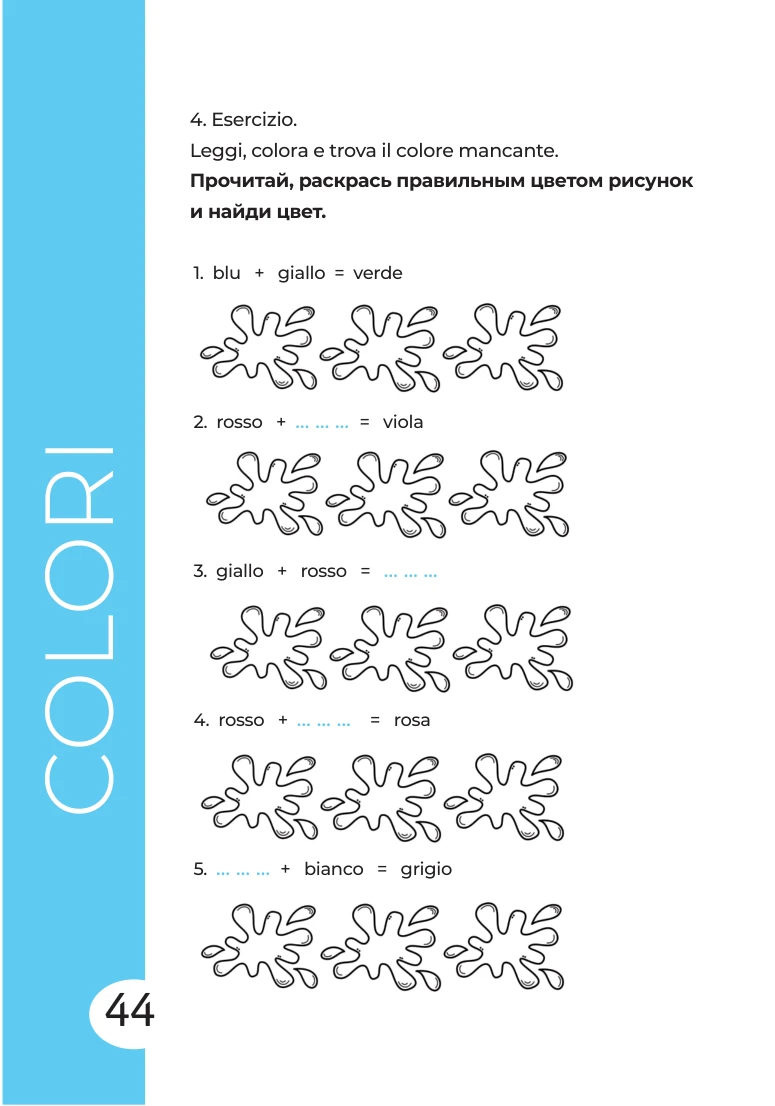 4. Esercizio.
Leggi, colora e trova il colore mancante.
Прочитай, раскрась правильным цветом рисунок
и найди цвет.
1. blu + giallo = verde
2. rosso + ... ... ... = viola
3. giallo + rosso = ... ... ...
4. rosso + ... ... ... = rosa
5. ... ... ... + bianco = grigio
COLORI
44